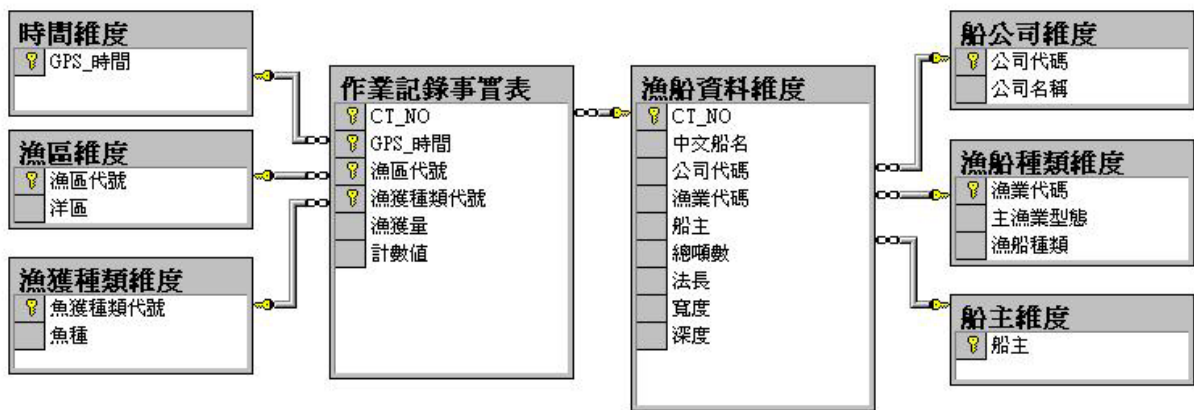 時間維度
GPS_時間
漁區維度
漁區代號
洋區
漁獲種類維度
魚獲種類代號
魚種
作業記錄事實表
CT_NO
GPS_時間
漁區代號
漁獲種類代號
漁獲量
計數值
漁船資料維度
CT_NO
中文船名
公司代碼
漁業代碼
船主
總噸數
法長
寬度
深度
船公司維度
公司代碼
公司名稱
漁船種類維度
漁業代碼
主漁業型態
漁船種類
船主維度
船主